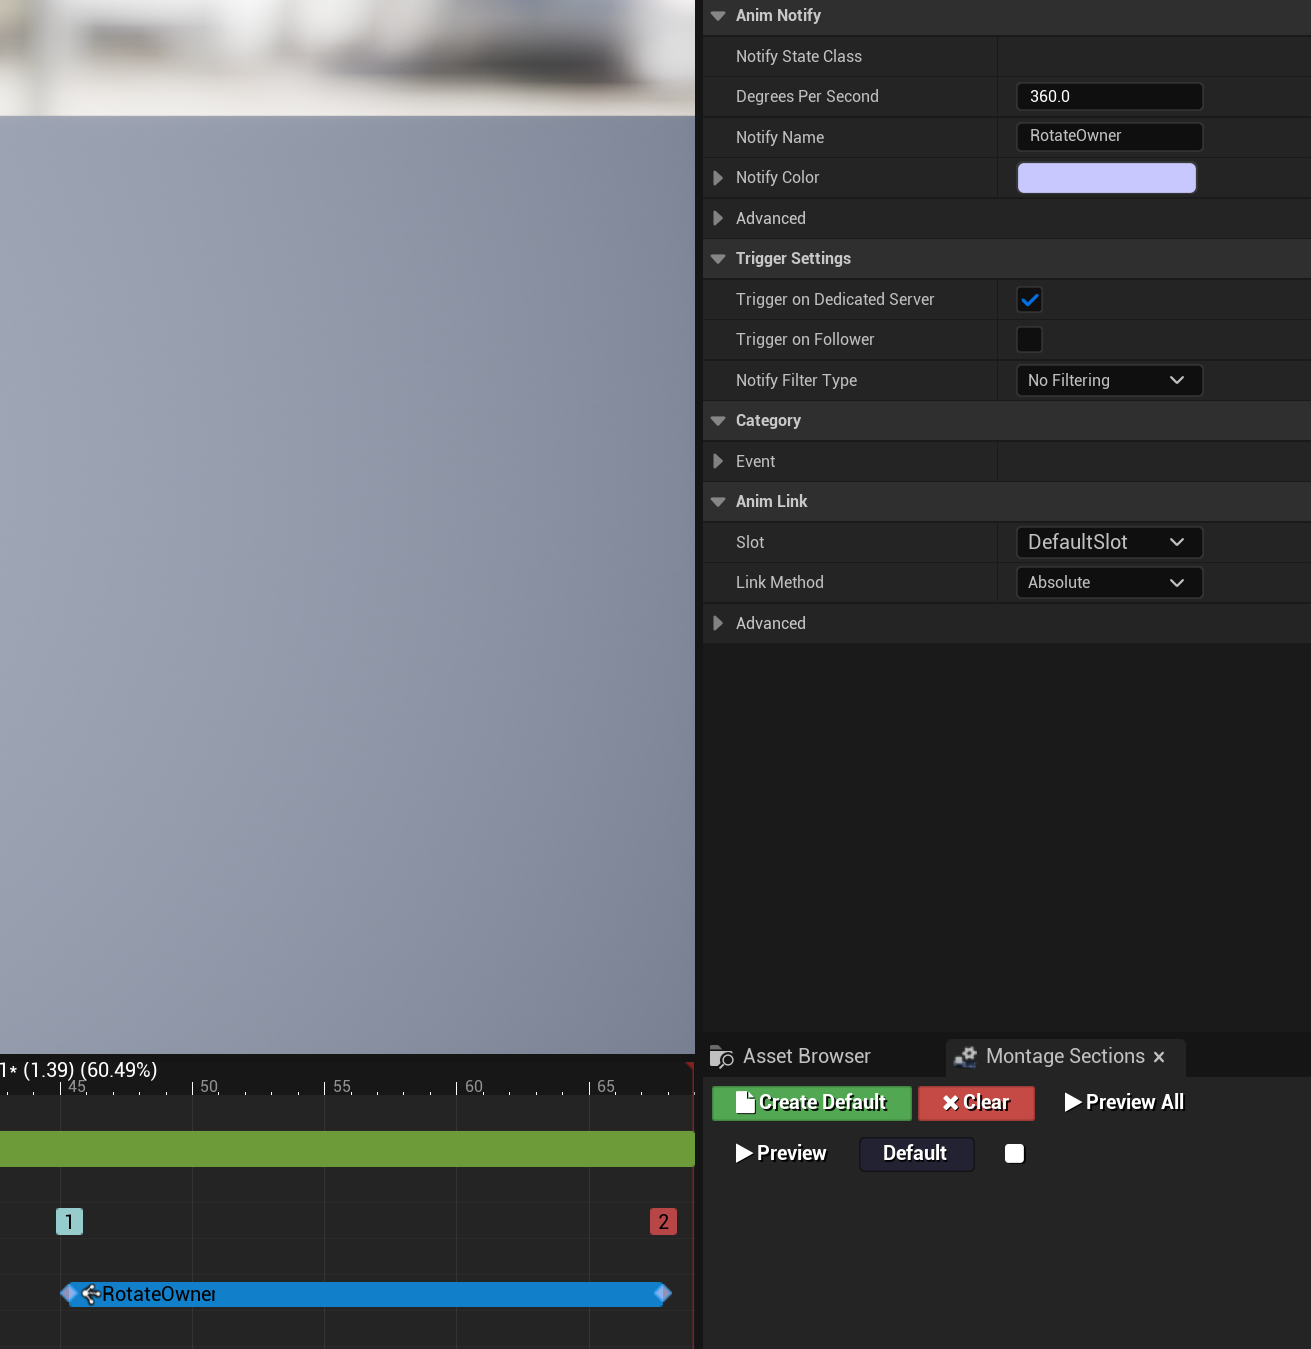 Anim Notify
Notify State Class
Degrees Per Second 360.0
Notify Name RotateOwner
Notify Color
Advanced
Trigger Settings
Trigger on Dedicated Server
Trigger on Follower
Notify Filter Type No Filtering
Category
Event
Anim Link
Slot DefaultSlot
Link Method Absolute
Advanced
1* (1.39) (60.49%)
45 50 55 60 65
1 2
RotateOwner
Asset Browser Montage Sections ×
Create Default Clear Preview All
Preview Default